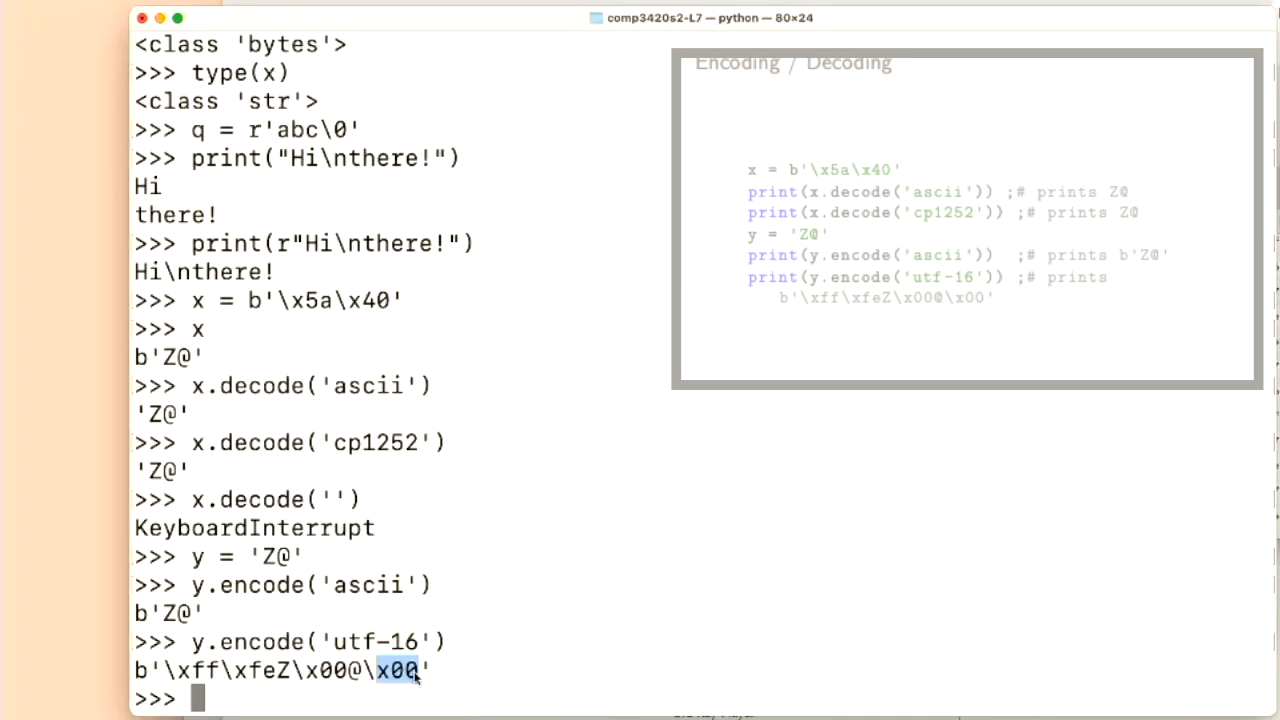 comp3420s2-L7 — python — 80×24
<class 'bytes'>
>>> type(x)
<class 'str'>
>>> q = r'abc\0'
>>> print("Hi\nthere!")
Hi
there!
>>> print(r"Hi\nthere!")
Hi\nthere!
>>> x = b'\x5a\x40'
>>> x
b'Z@'
>>> x.decode('ascii')
'Z@'
>>> x.decode('cp1252')
'Z@'
>>> x.decode('')
KeyboardInterrupt
>>> y = 'Z@'
>>> y.encode('ascii')
b'Z@'
>>> y.encode('utf-16')
b'\xff\xfeZ\x00@\x00'
>>>
Encoding / Decoding
x = b'\x5a\x40'
print(x.decode('ascii')) ;# prints Z@
print(x.decode('cp1252')) ;# prints Z@
y = 'Z@'
print(y.encode('ascii')) ;# prints b'Z@'
print(y.encode('utf-16')) ;# prints
b'\xff\xfeZ\x00@\x00'